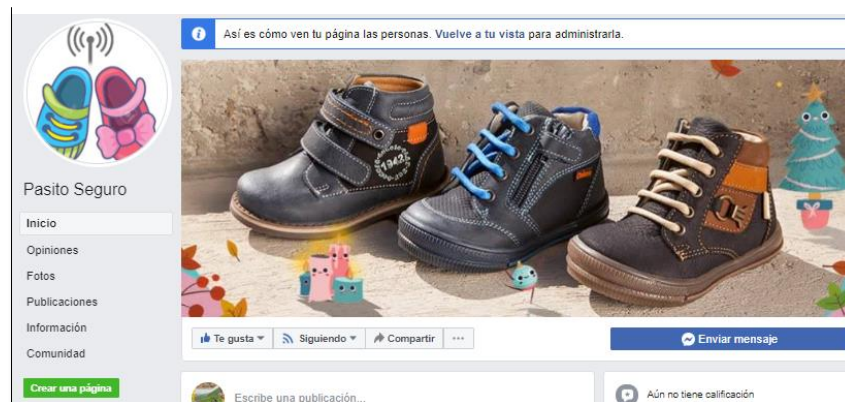 Así es cómo ven tu página las personas. Vuelve a tu vista para administrarla.
Pasito Seguro
Inicio
Opiniones
Fotos
Publicaciones
Información
Comunidad
Crear una página
1942
Te gusta
Siguiendo
Compartir
Enviar mensaje
Escribe una publicación...
Aún no tiene calificación